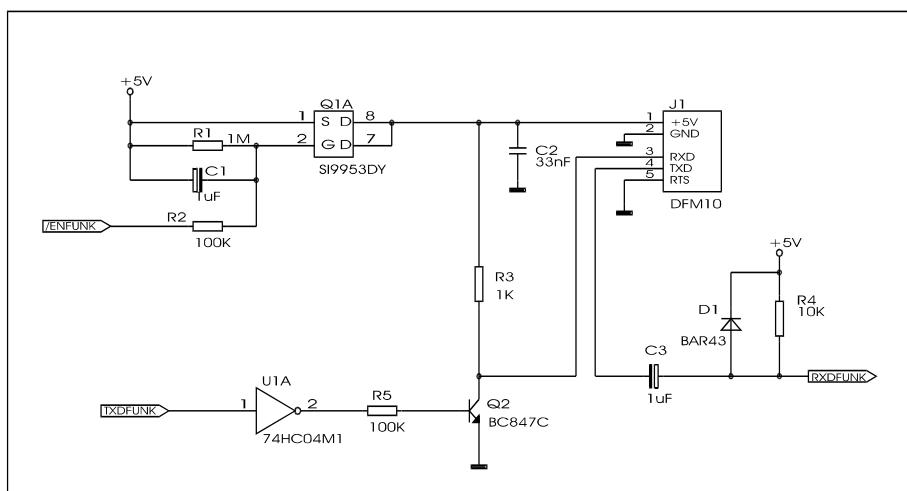 +5V
Q1A
J1
1
S D
8
1
+5V
2
GND
R1
1M
2
G D
7
C2
33nF
3
RXD
4
TXD
5
RTS
C1
1uF
SI9953DY
DFM10
/ENFUNK
R2
100K
+5V
R3
1K
D1
BAR43
R4
10K
C3
1uF
RXDFUNK
U1A
TXDFUNK
1
2
R5
100K
Q2
BC847C
74HC04M1